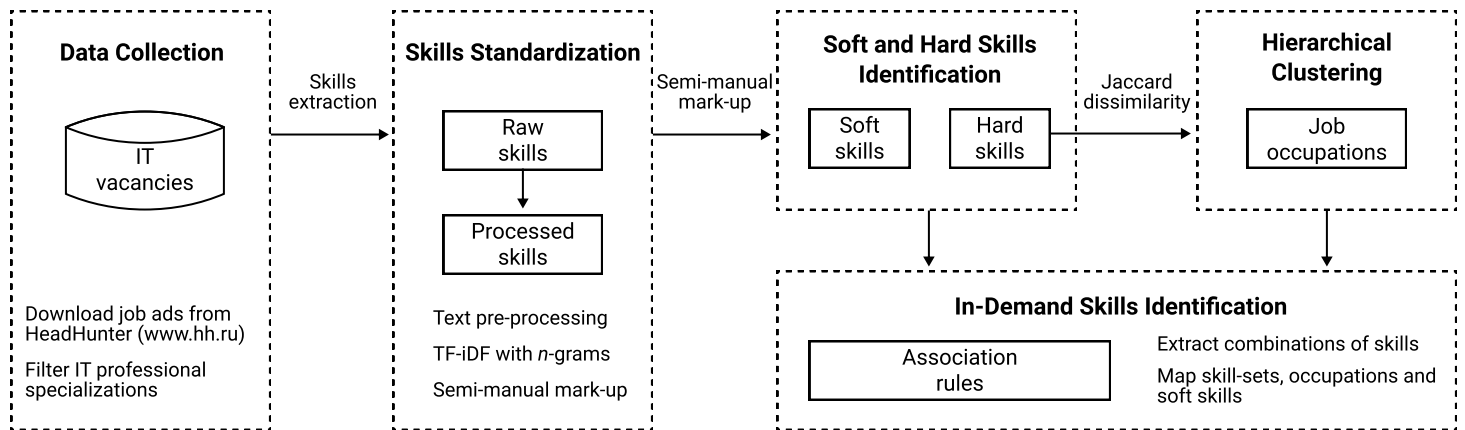 Data Collection
IT
vacancies
Download job ads from
HeadHunter (www.hh.ru)
Filter IT professional
specializations
Skills
extraction
Skills Standardization
Raw
skills
Processed
skills
Text pre-processing
TF-iDF with n-grams
Semi-manual mark-up
Semi-manual
mark-up
Soft and Hard Skills
Identification
Soft
skills
Hard
skills
Jaccard
dissimilarity
Hierarchical
Clustering
Job
occupations
In-Demand Skills Identification
Association
rules
Extract combinations of skills
Map skill-sets, occupations and
soft skills